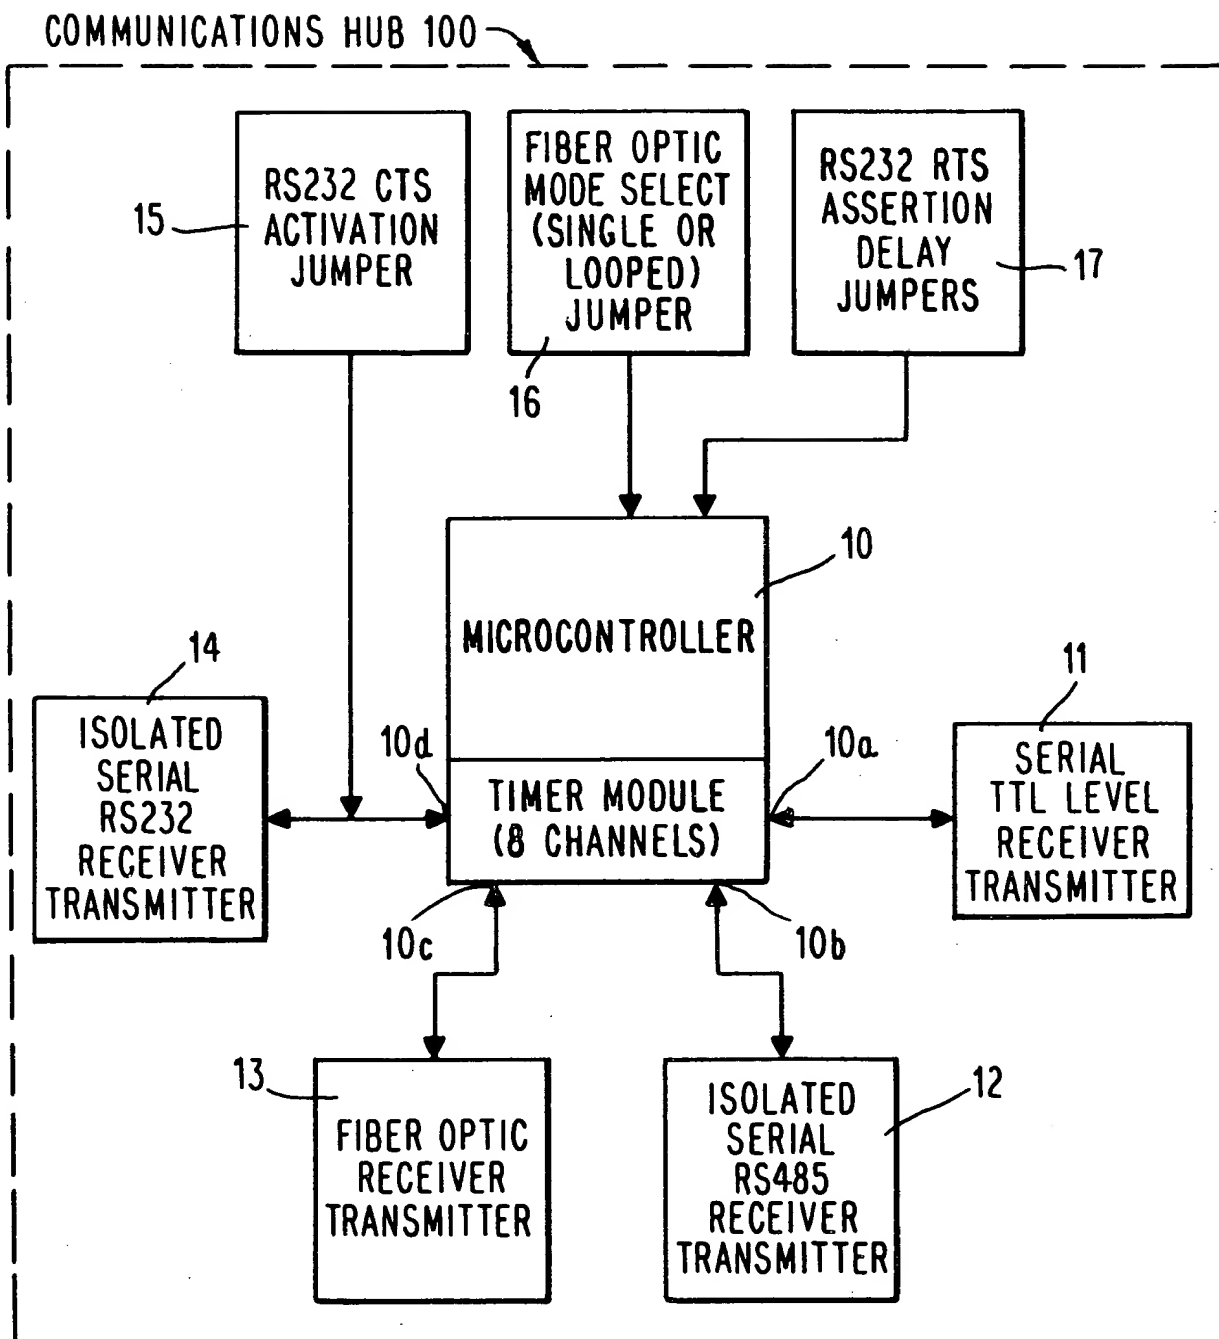 COMMUNICATIONS HUB 100
RS232 CTS
ACTIVATION
JUMPER
15
FIBER OPTIC
MODE SELECT
(SINGLE OR
LOOPED)
JUMPER
16
RS232 RTS
ASSERTION
DELAY
JUMPERS
17
10
MICROCONTROLLER
TIMER MODULE
(8 CHANNELS)
10d
10a
10c
10b
14
ISOLATED
SERIAL
RS232
RECEIVER
TRANSMITTER
11
SERIAL
TTL LEVEL
RECEIVER
TRANSMITTER
13
FIBER OPTIC
RECEIVER
TRANSMITTER
12
ISOLATED
SERIAL
RS485
RECEIVER
TRANSMITTER